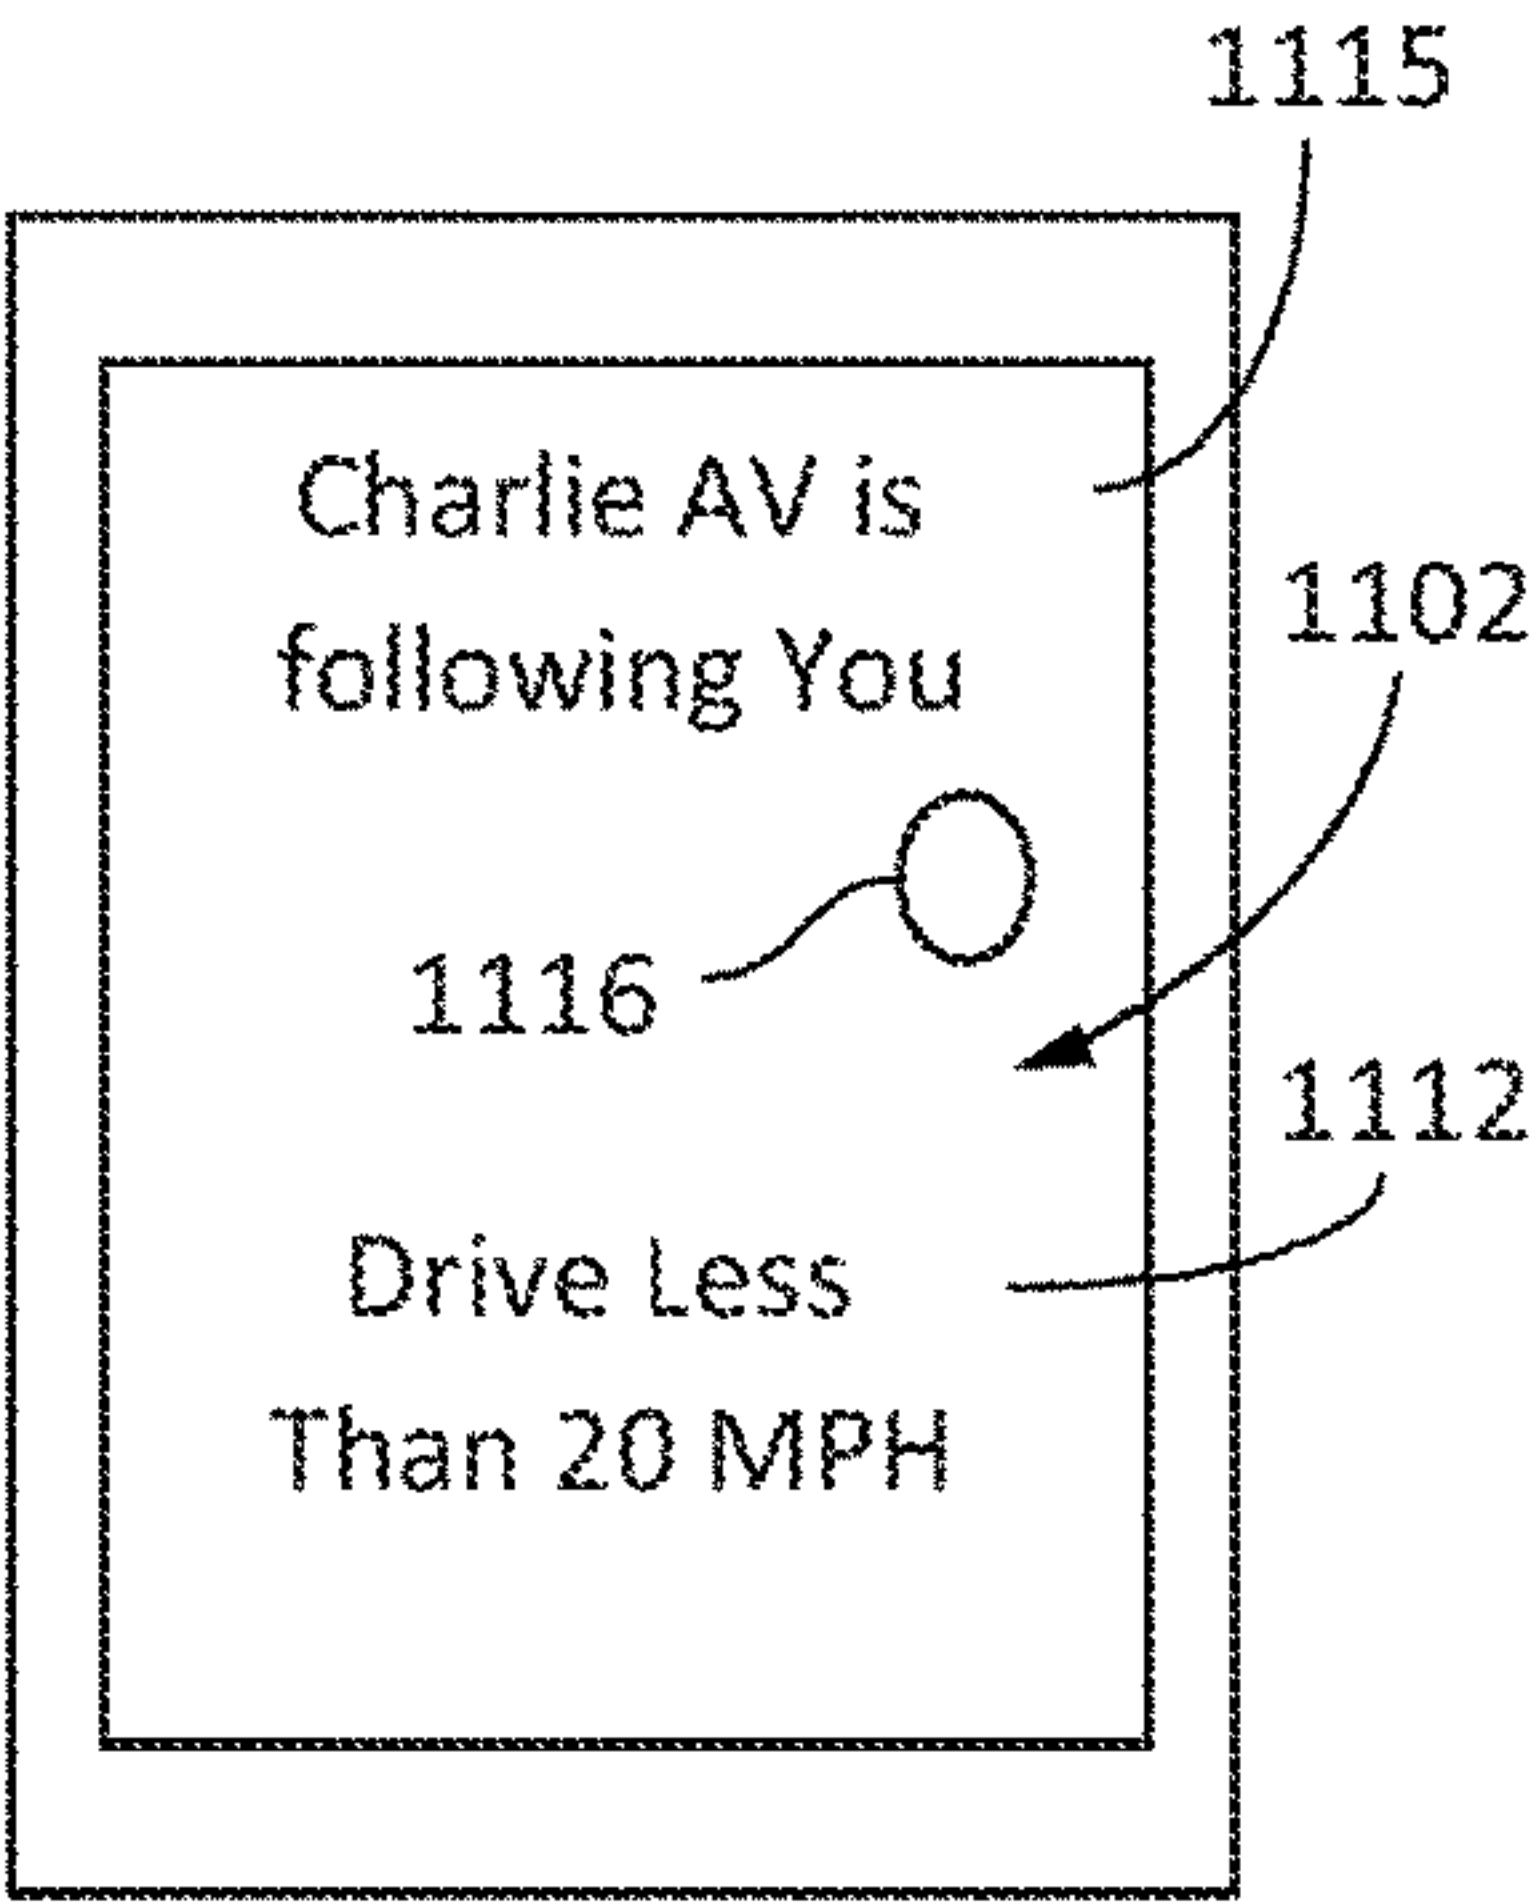 1115
Charlie AV is
1102
following You
1116
1112
Drive Less
Than 20 MPH